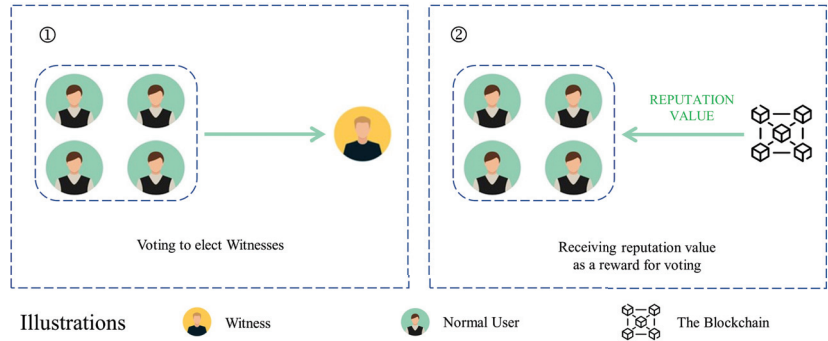 ①
②
REPUTATION
VALUE
Voting to elect Witnesses
Receiving reputation value
as a reward for voting
Illustrations
Witness
Normal User
The Blockchain